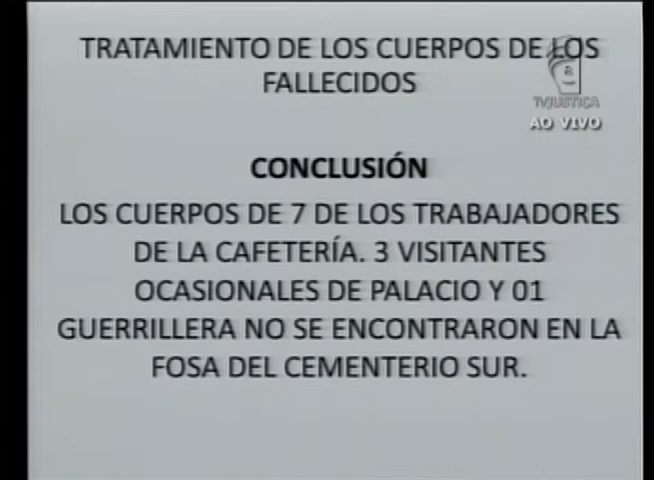 TRATAMIENTO DE LOS CUERPOS DE LOS
FALLECIDOS
TVJUSTIÇA
AO VIVO
CONCLUSIÓN
LOS CUERPOS DE 7 DE LOS TRABAJADORES
DE LA CAFETERÍA. 3 VISITANTES
OCASIONALES DE PALACIO Y 01
GUERRILLERA NO SE ENCONTRARON EN LA
FOSA DEL CEMENTERIO SUR.